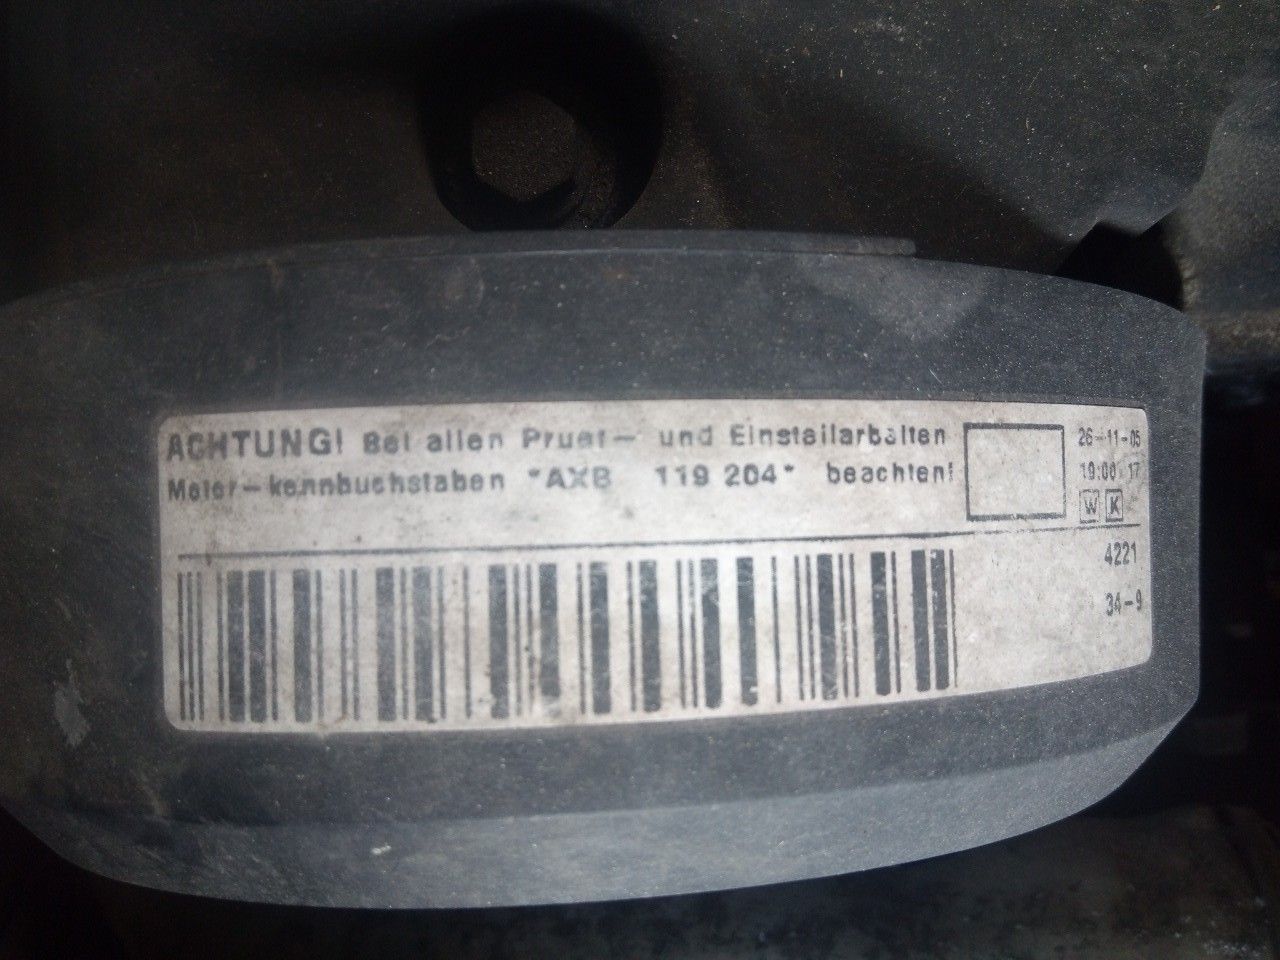 ACHTUNG! Bei allen Pruef- und Einstellarbeiten
Motor-kennbuchstaben "AXB 119 204" beachten!
26-11-05
19:00:17
W K
4221
34-9